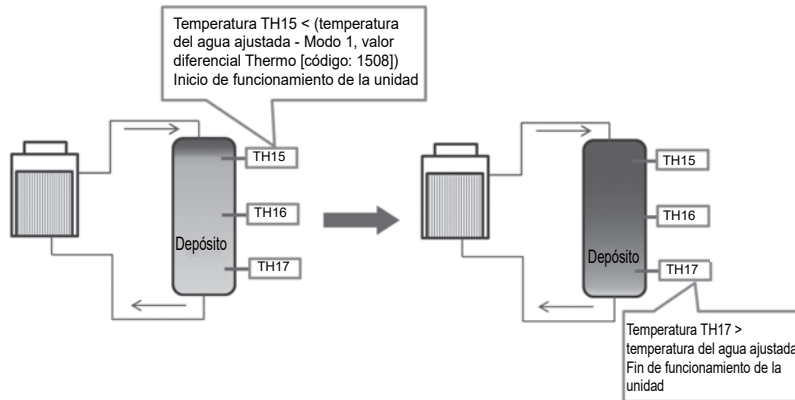 Temperatura TH15 < (temperatura
del agua ajustada - Modo 1, valor
diferencial Thermo [código: 1508])
Inicio de funcionamiento de la unidad
TH15
TH16
Depósito
TH17
TH15
TH16
Depósito
TH17
Temperatura TH17 >
temperatura del agua ajustada
Fin de funcionamiento de la
unidad